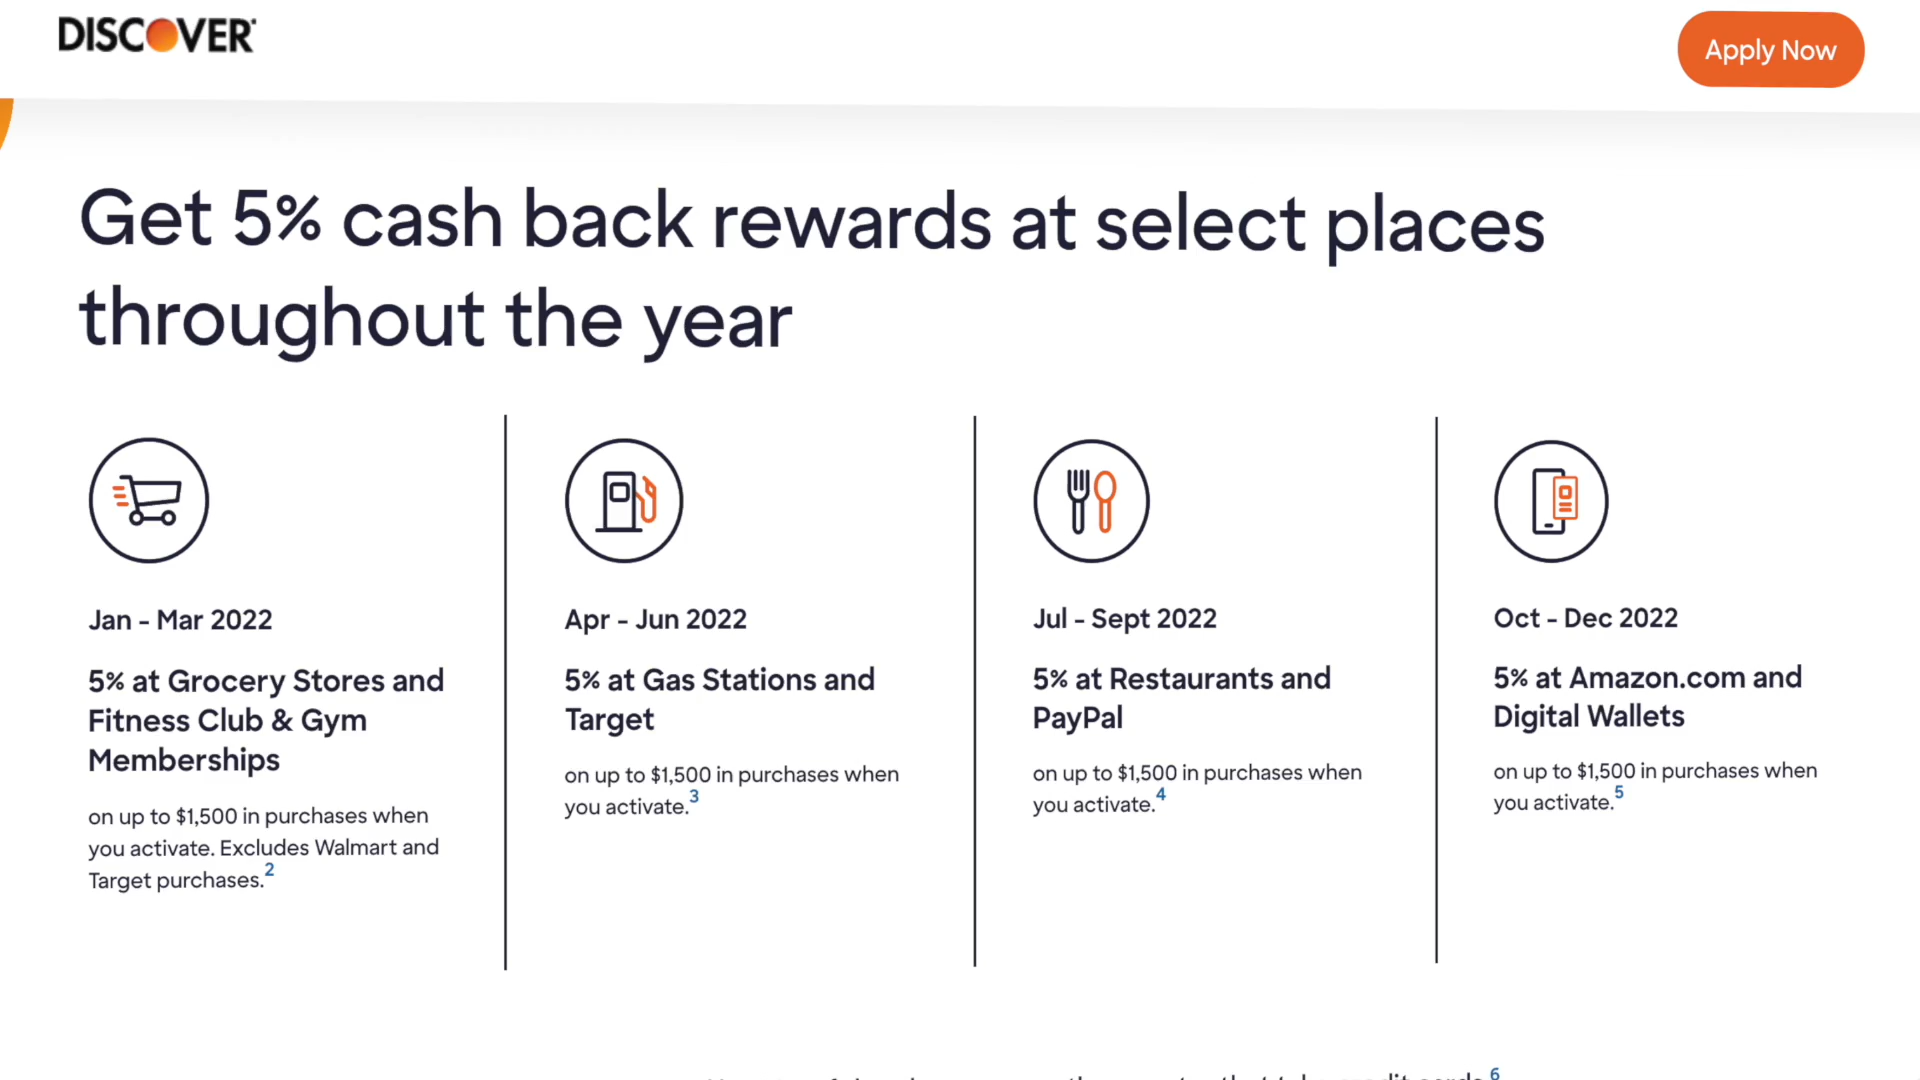 DISCOVER
Apply Now
Get 5% cash back rewards at select places
throughout the year
Jan - Mar 2022
5% at Grocery Stores and
Fitness Club & Gym
Memberships
on up to $1,500 in purchases when
you activate. Excludes Walmart and
Target purchases.2
Apr - Jun 2022
5% at Gas Stations and
Target
on up to $1,500 in purchases when
you activate.3
Jul - Sept 2022
5% at Restaurants and
PayPal
on up to $1,500 in purchases when
you activate.4
Oct - Dec 2022
5% at Amazon.com and
Digital Wallets
on up to $1,500 in purchases when
you activate.5
6